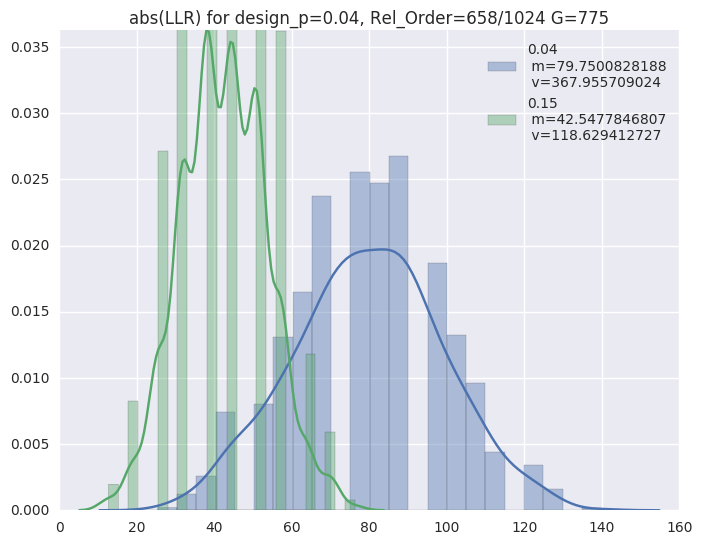 abs(LLR) for design_p=0.04, Rel_Order=658/1024 G=775
0.04
m=79.7500828188
v=367.955709024
0.15
m=42.5477846807
v=118.629412727
0.035
0.030
0.025
0.020
0.015
0.010
0.005
0.000
0 20 40 60 80 100 120 140 160